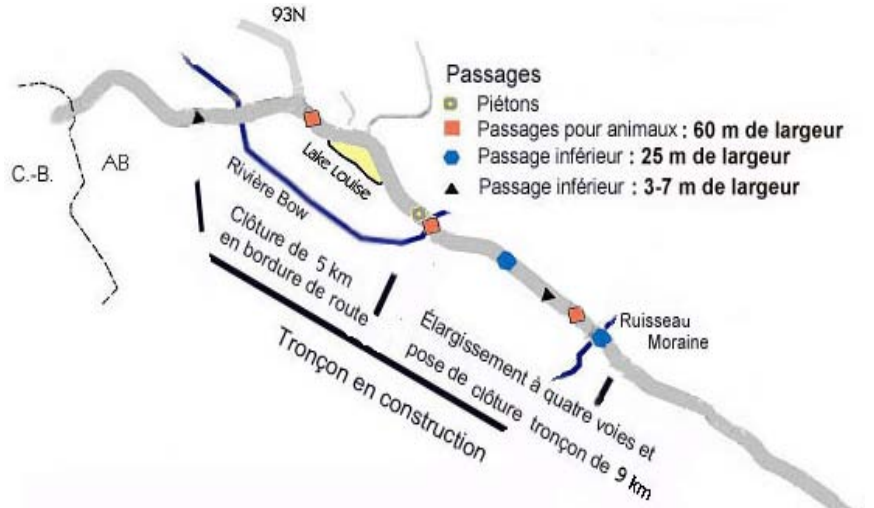 93N
Passages
Piétons
Passages pour animaux : 60 m de largeur
Passage inférieur : 25 m de largeur
Passage inférieur : 3-7 m de largeur
C.-B.
AB
Lake Louise
Rivière Bow
Clôture de 5 km
en bordure de route
Tronçon en construction
Élargissement à quatre voies et
pose de clôture tronçon de 9 km
Ruisseau
Moraine